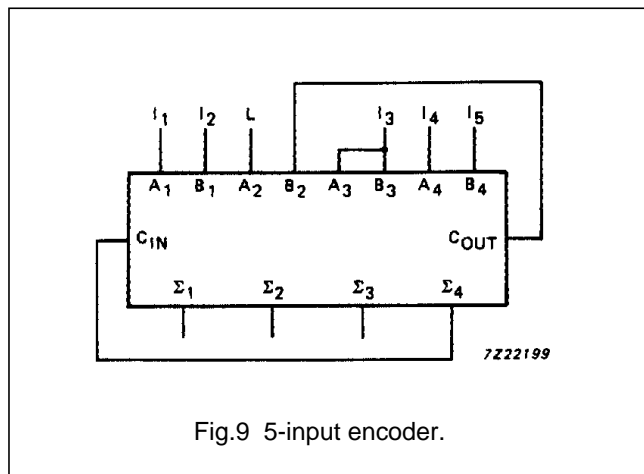 I1 I2 L I3 I4 I5
A1 B1 A2 B2 A3 B3 A4 B4
CIN COUT
Σ1 Σ2 Σ3 Σ4
7Z22199
Fig.9 5-input encoder.